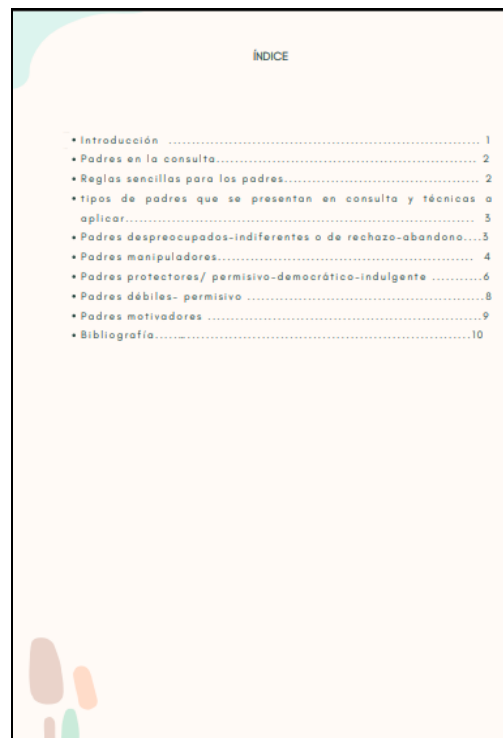 ÍNDICE
• Introducción ........................................................................ 1
• Padres en la consulta............................................................ 2
• Reglas sencillas para los padres............................................. 2
• tipos de padres que se presentan en consulta y técnicas a
aplicar................................................................................. 3
• Padres despreocupados-indiferentes o de rechazo-abandono....3
• Padres manipuladores........................................................... 4
• Padres protectores/ permisivo-democrático-indulgente ...........6
• Padres débiles- permisivo ......................................................8
• Padres motivadores ...............................................................9
• Bibliografía..........................................................................10